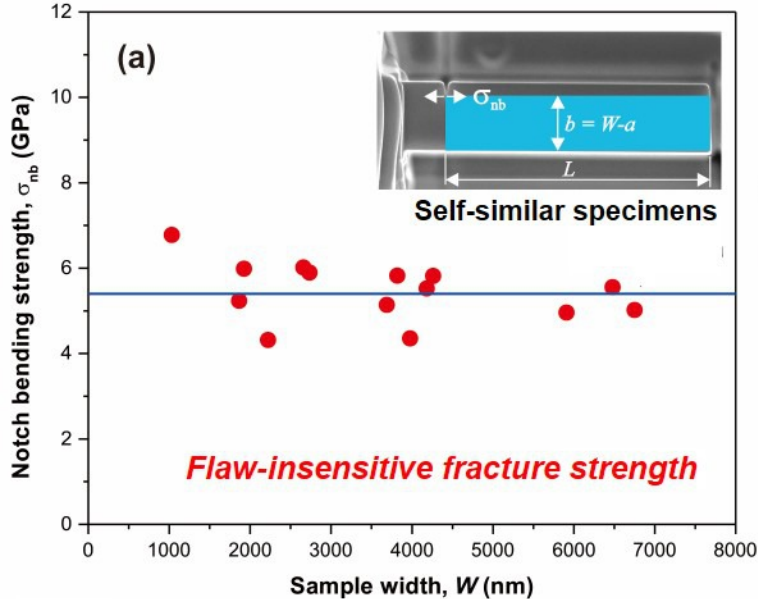 (a)
σnb
b = W-a
L
Self-similar specimens
Flaw-insensitive fracture strength
Notch bending strength, σnb (GPa)
12
10
8
6
4
2
0
0 1000 2000 3000 4000 5000 6000 7000 8000
Sample width, W (nm)